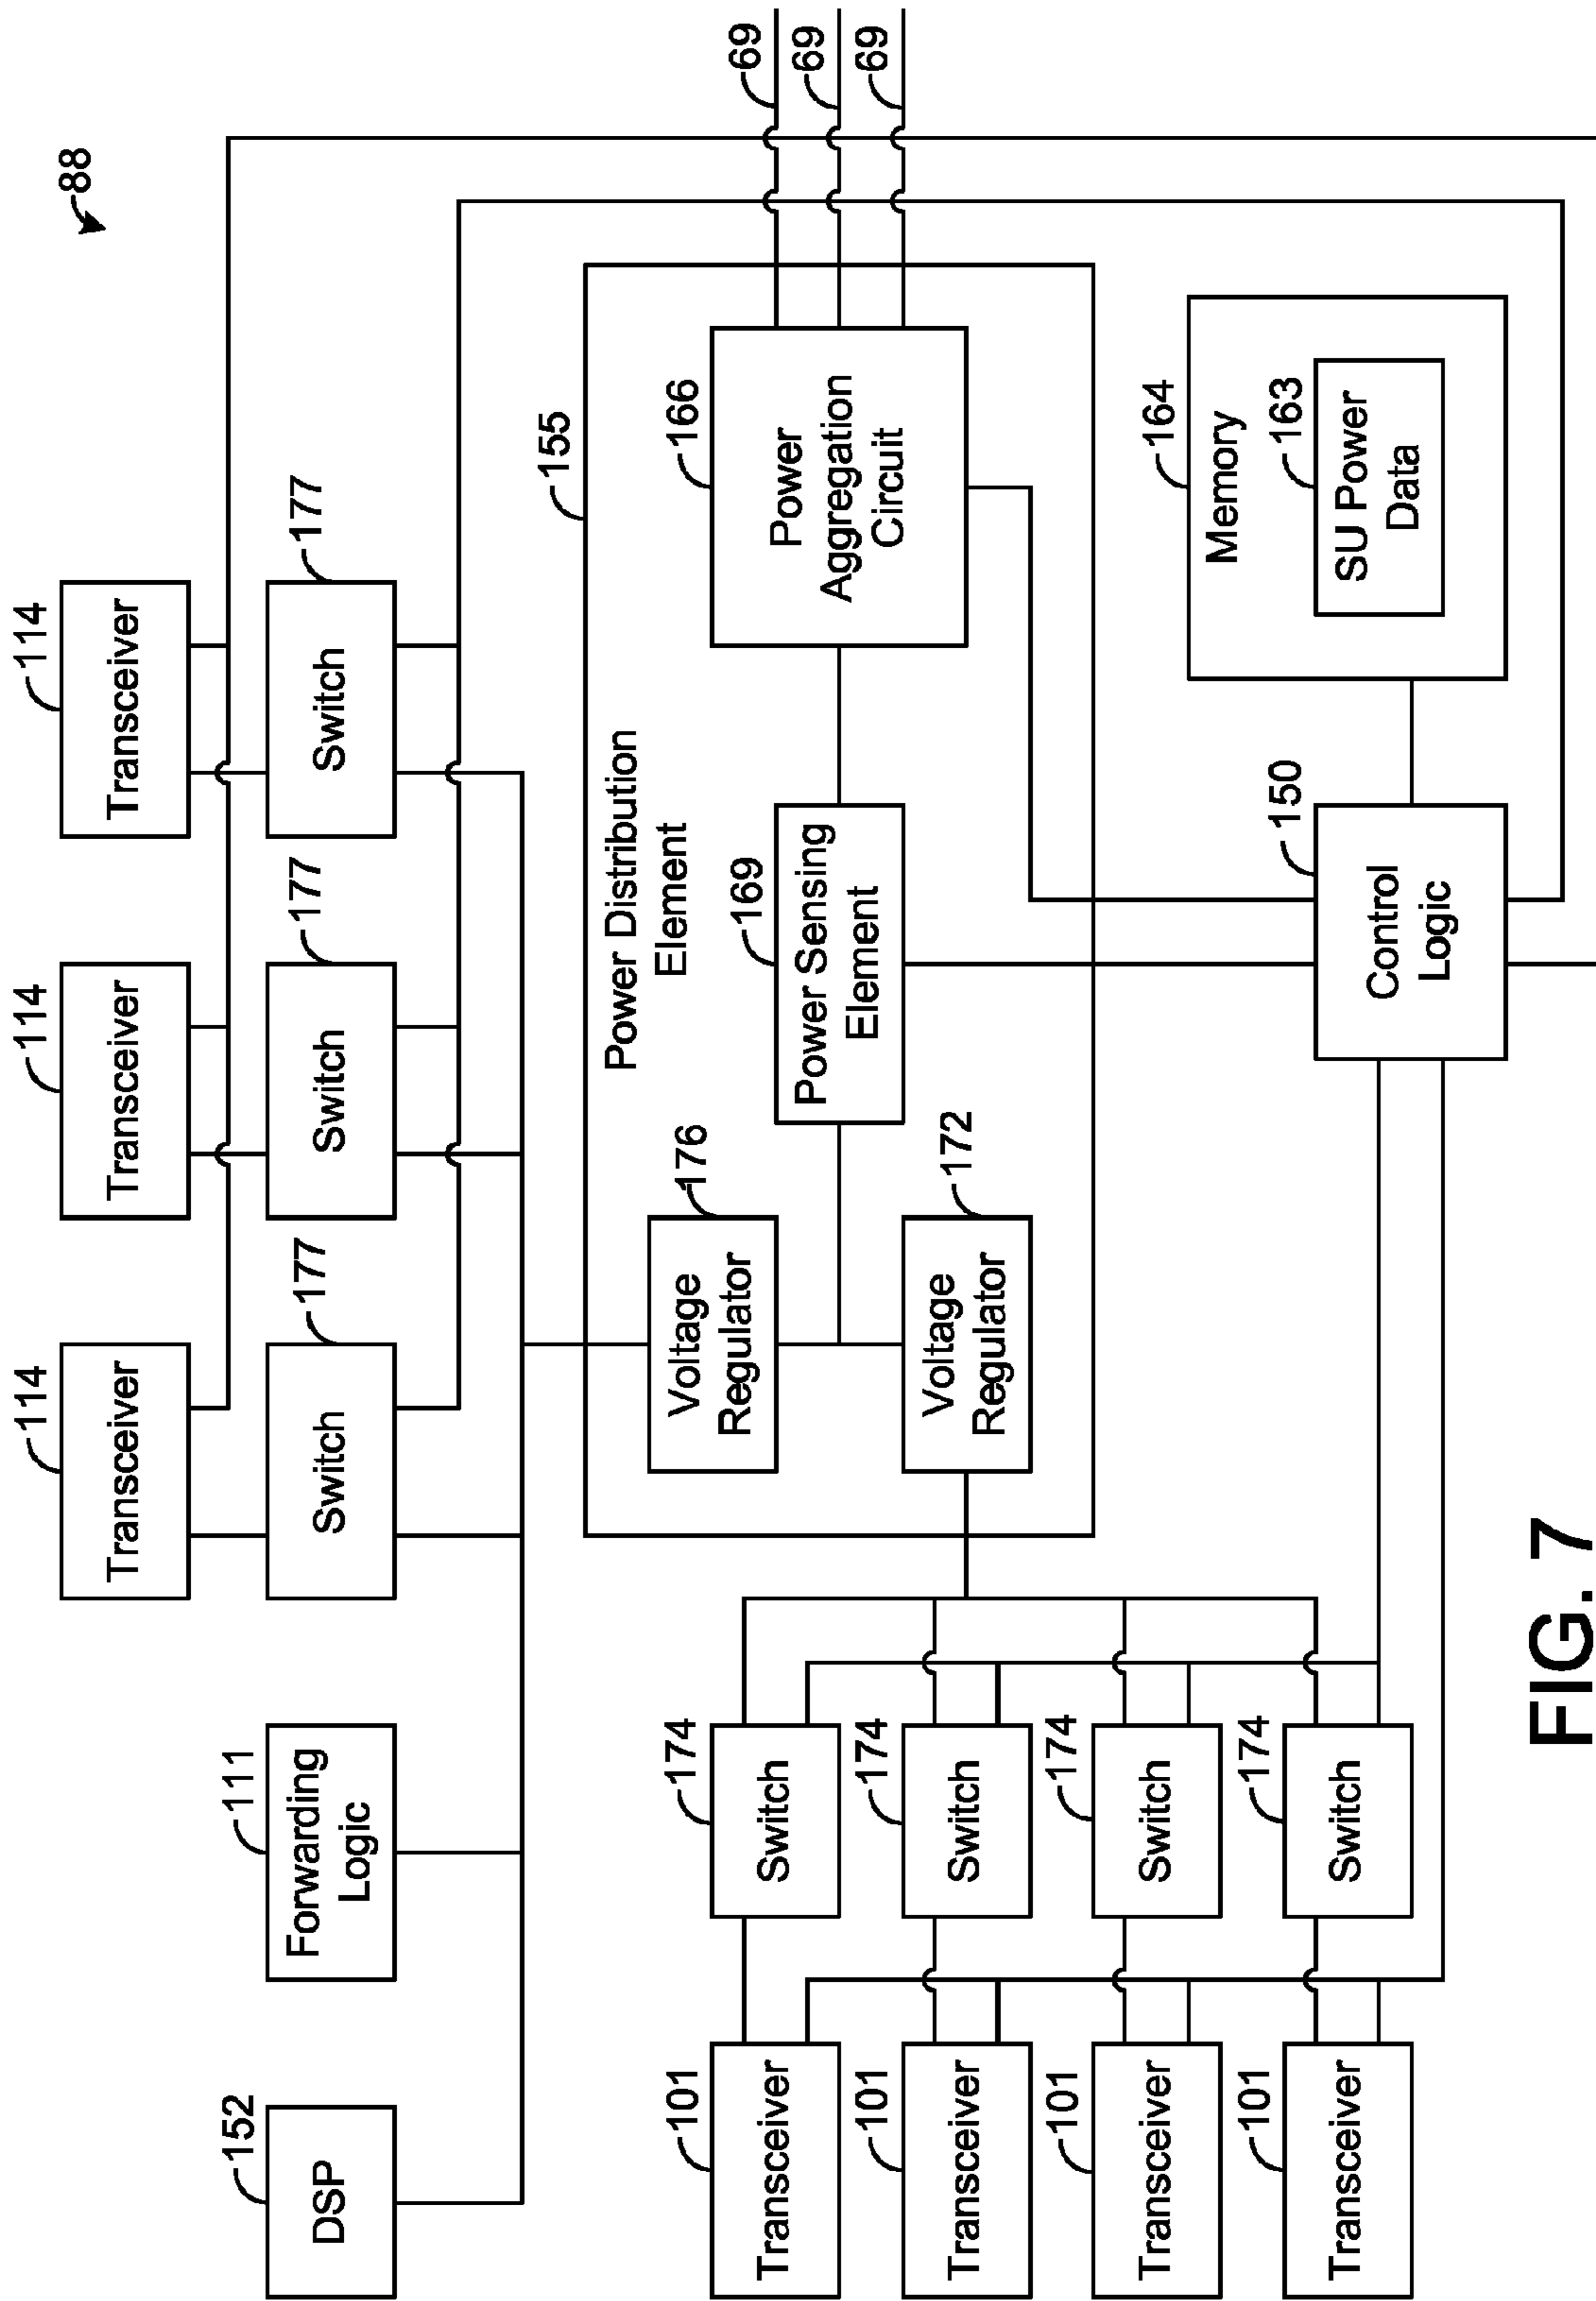 88
114
Transceiver
114
Transceiver
114
Transceiver
152
DSP
111
Forwarding
Logic
177
Switch
177
Switch
177
Switch
155
Power Distribution
Element
176
Voltage
Regulator
172
Voltage
Regulator
169
Power Sensing
Element
166
Power
Aggregation
Circuit
69
69
69
101
Transceiver
174
Switch
101
Transceiver
174
Switch
101
Transceiver
174
Switch
101
Transceiver
174
Switch
150
Control
Logic
164
Memory
163
SU Power
Data
FIG. 7